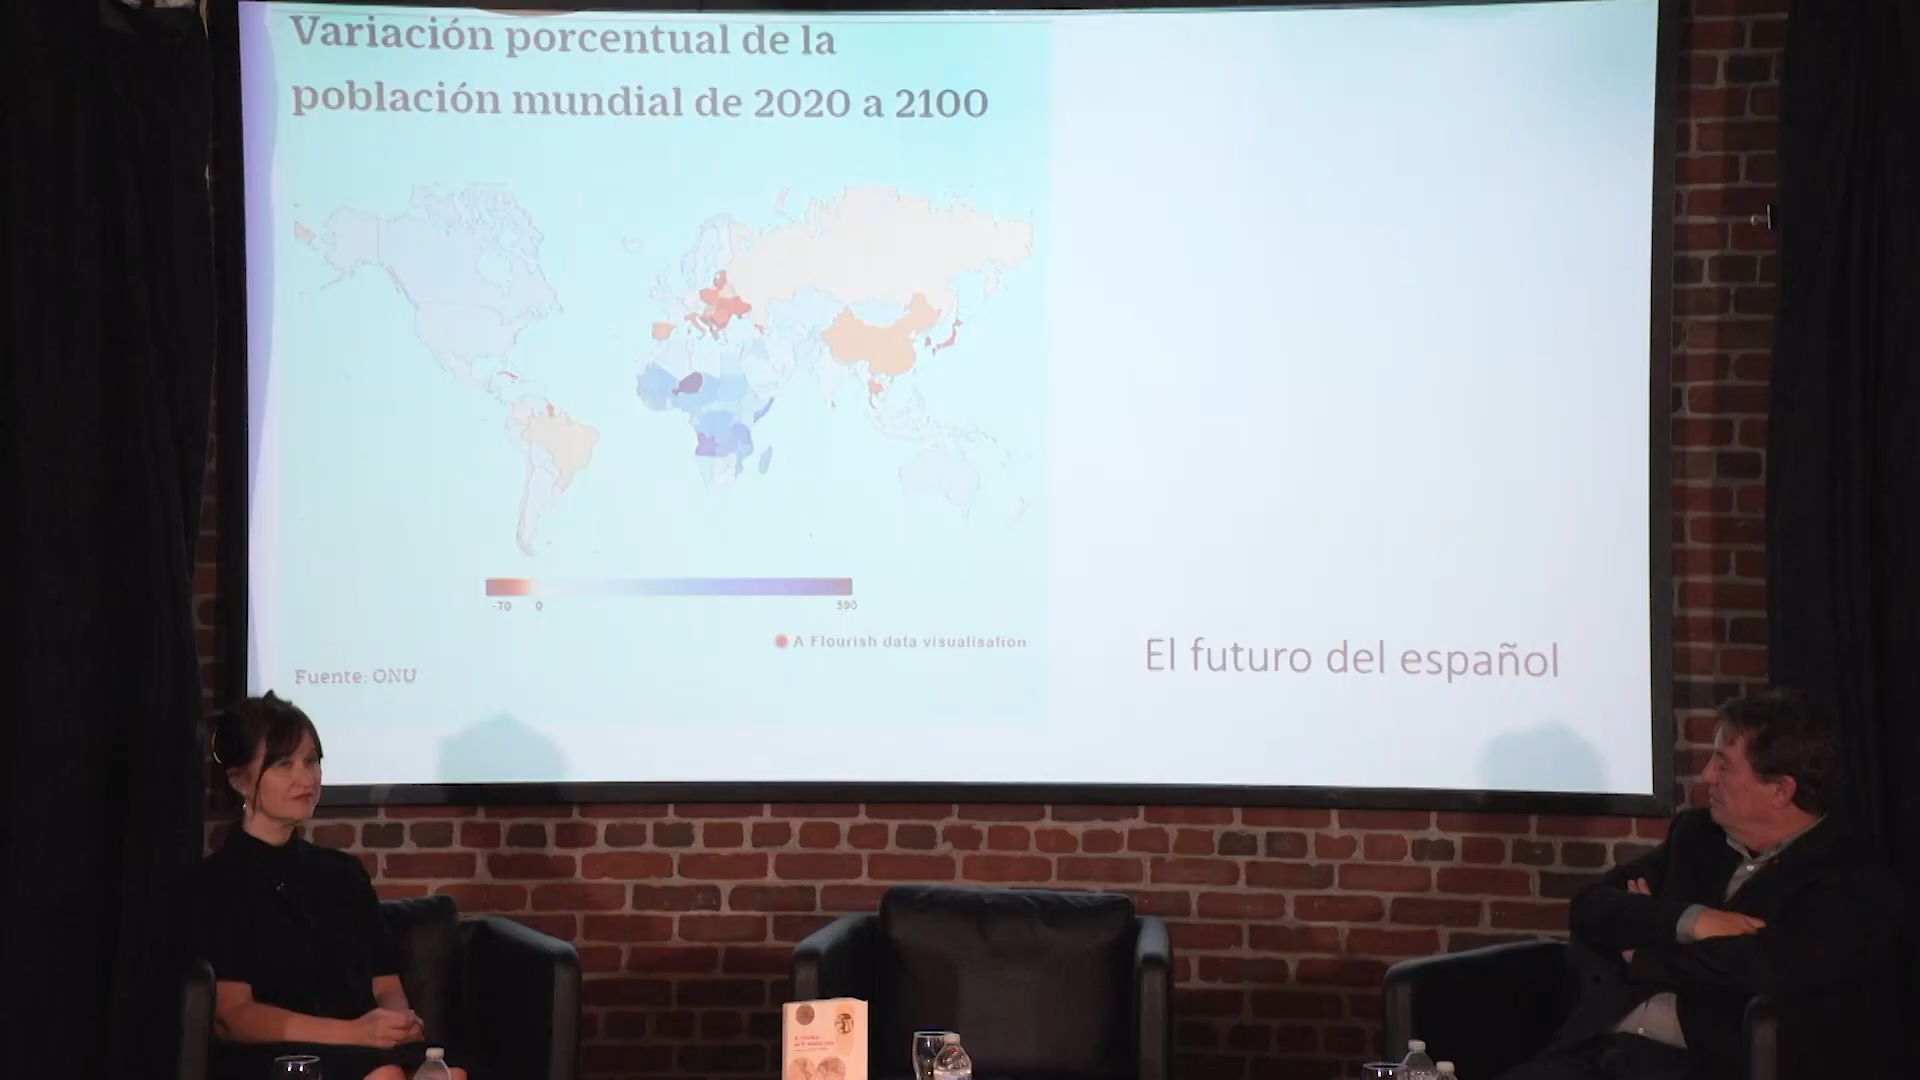 Variación porcentual de la
población mundial de 2020 a 2100
-70 0 590
A Flourish data visualisation
Fuente: ONU
El futuro del español